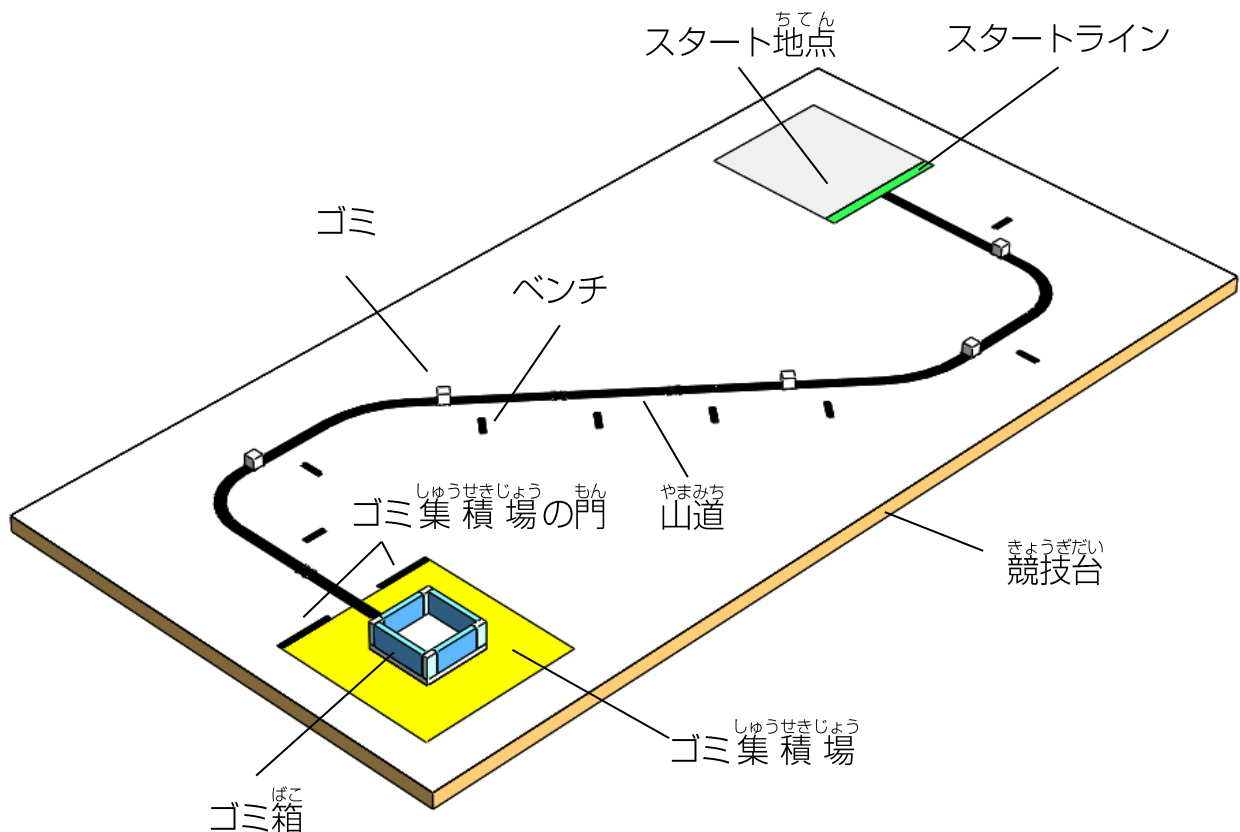 スタート地点
ちてん
スタートライン
ゴミ
ベンチ
ゴミ集積場の門
しゅうせきじょう
もん
山道
やまみち
競技台
きょうぎだい
ゴミ集積場
しゅうせきじょう
ゴミ箱
ばこ